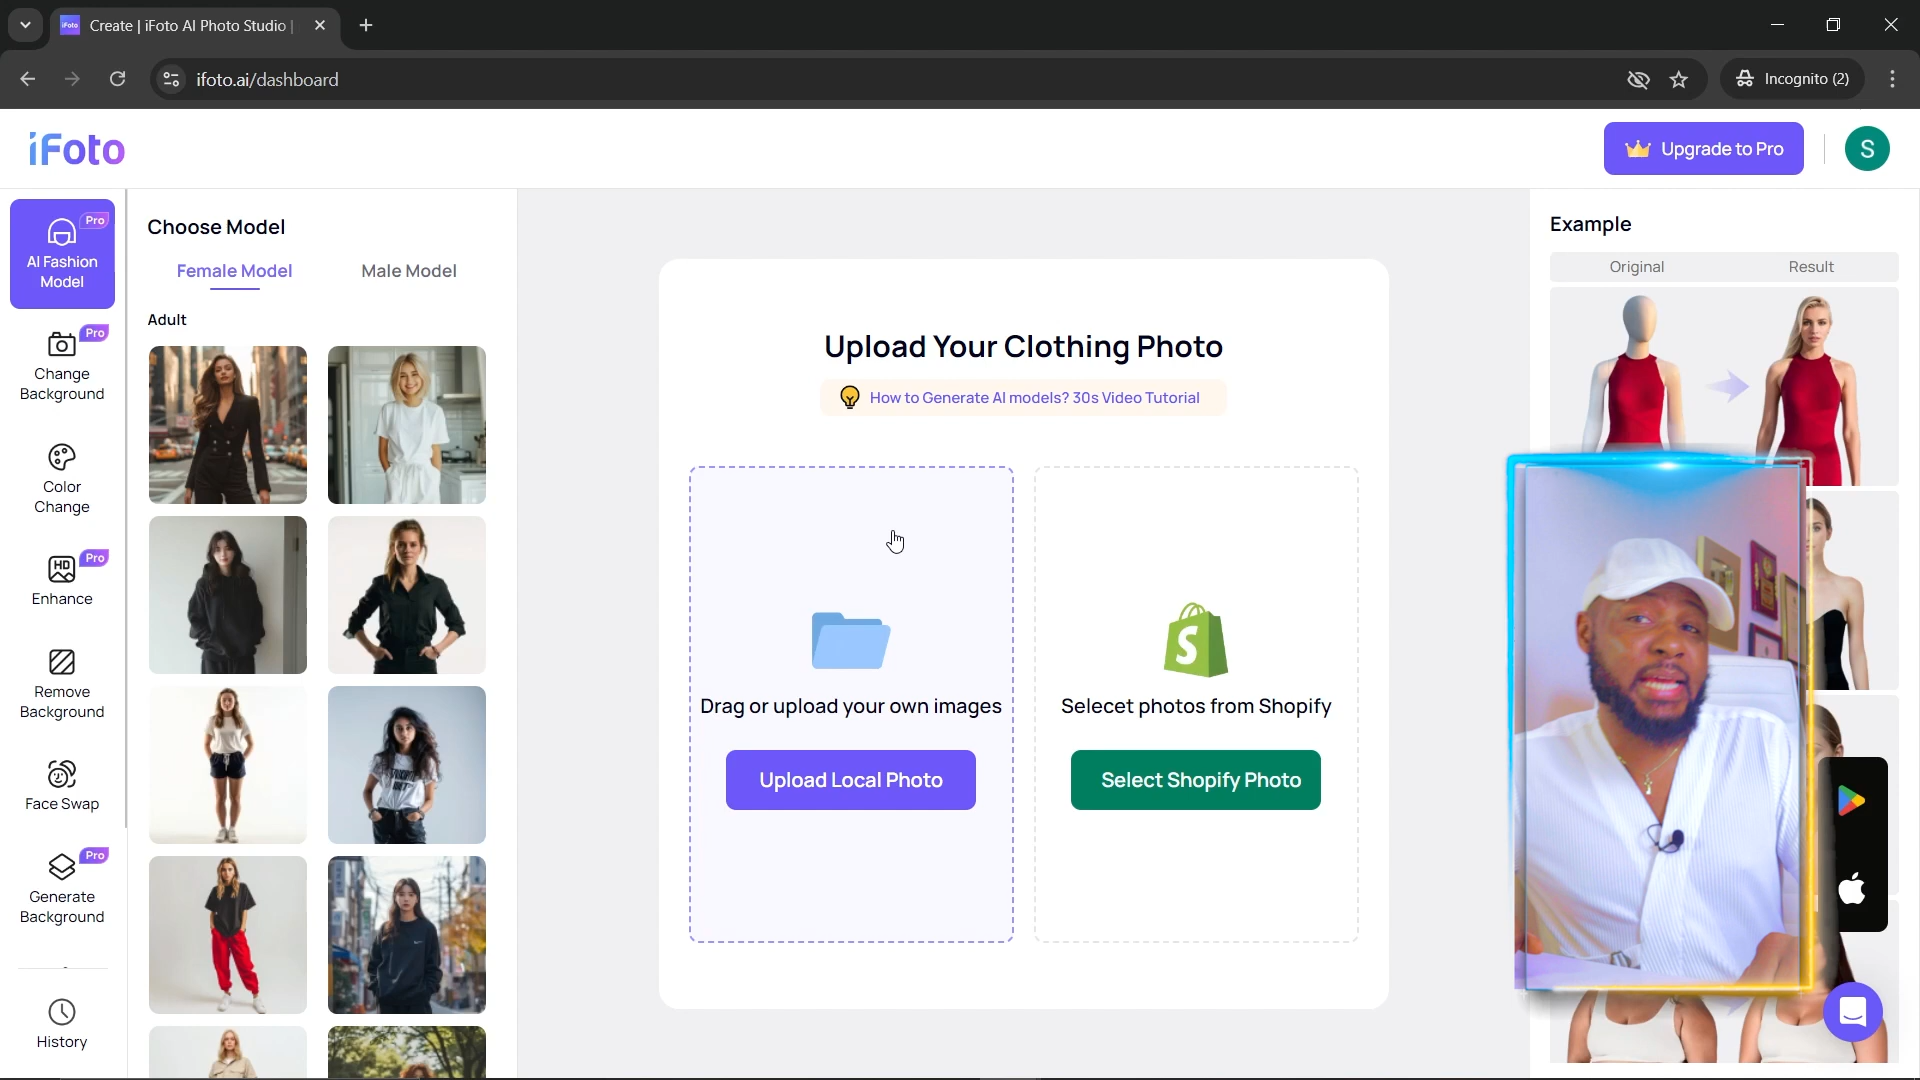 iFoto
Create | iFoto AI Photo Studio |
ifoto.ai/dashboard
Incognito (2)
iFoto
Upgrade to Pro
S
Pro
AI Fashion
Model
Pro
Change
Background
Color
Change
Pro
HD
Enhance
Remove
Background
Face Swap
Pro
Generate
Background
History
Choose Model
Female Model
Male Model
Adult
Upload Your Clothing Photo
How to Generate AI models? 30s Video Tutorial
Drag or upload your own images
Upload Local Photo
S
Selecet photos from Shopify
Select Shopify Photo
Example
Original
Result